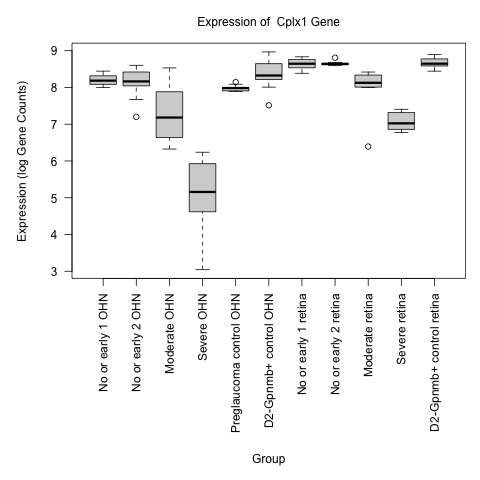 Expression of Cplx1 Gene
Expression (log Gene Counts)
9
8
7
6
5
4
3
No or early 1 OHN
No or early 2 OHN
Moderate OHN
Severe OHN
Preglaucoma control OHN
D2-Gpnmb+ control OHN
No or early 1 retina
No or early 2 retina
Moderate retina
Severe retina
D2-Gpnmb+ control retina
Group